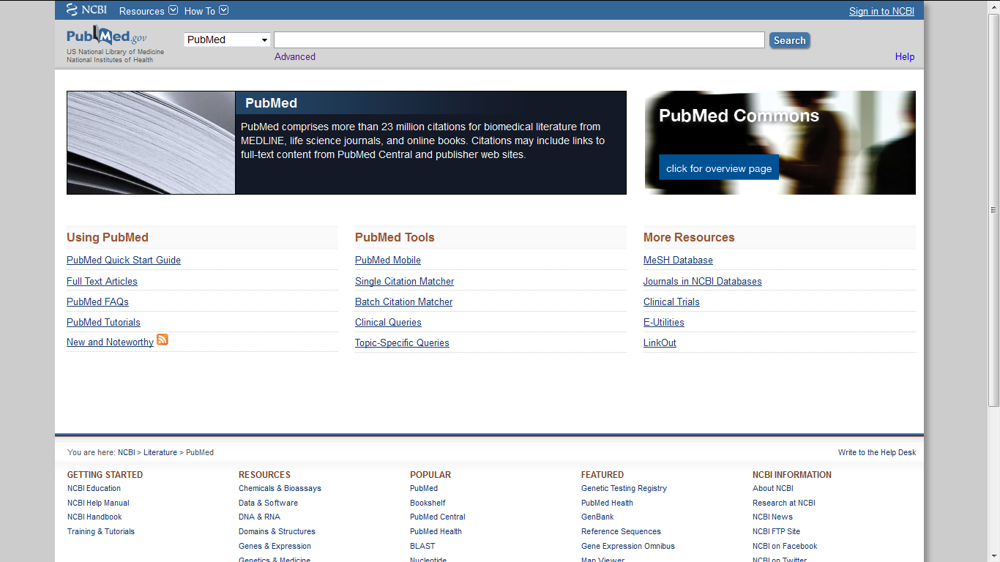 NCBI Resources How To Sign in to NCBI
PubMed.gov
US National Library of Medicine
National Institutes of Health
PubMed
Search
Advanced
Help
PubMed
PubMed comprises more than 23 million citations for biomedical literature from
MEDLINE, life science journals, and online books. Citations may include links to
full-text content from PubMed Central and publisher web sites.
PubMed Commons
click for overview page
Using PubMed
PubMed Quick Start Guide
Full Text Articles
PubMed FAQs
PubMed Tutorials
New and Noteworthy
PubMed Tools
PubMed Mobile
Single Citation Matcher
Batch Citation Matcher
Clinical Queries
Topic-Specific Queries
More Resources
MeSH Database
Journals in NCBI Databases
Clinical Trials
E-Utilities
LinkOut
You are here: NCBI > Literature > PubMed
Write to the Help Desk
GETTING STARTED
NCBI Education
NCBI Help Manual
NCBI Handbook
Training & Tutorials
RESOURCES
Chemicals & Bioassays
Data & Software
DNA & RNA
Domains & Structures
Genes & Expression
Genetics & Medicine
POPULAR
PubMed
Bookshelf
PubMed Central
PubMed Health
BLAST
Nucleotide
FEATURED
Genetic Testing Registry
PubMed Health
GenBank
Reference Sequences
Gene Expression Omnibus
Map Viewer
NCBI INFORMATION
About NCBI
Research at NCBI
NCBI News
NCBI FTP Site
NCBI on Facebook
NCBI on Twitter